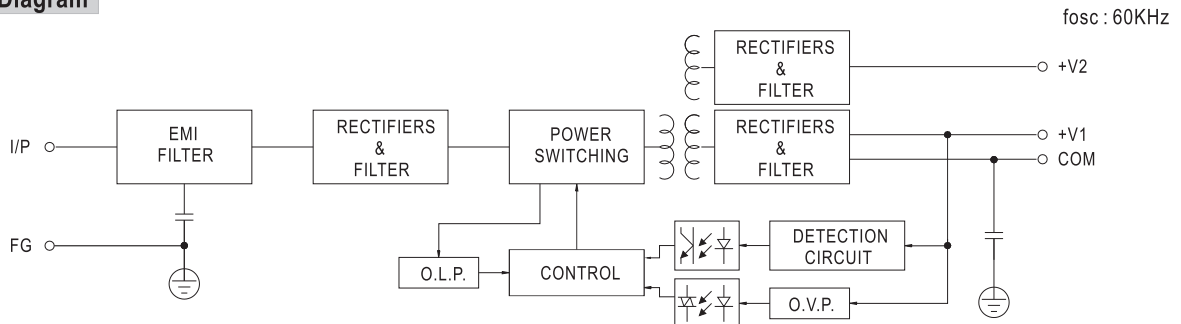 Diagram
fosc : 60KHz
RECTIFIERS
&
FILTER
+V2
I/P
EMI
FILTER
RECTIFIERS
&
FILTER
POWER
SWITCHING
RECTIFIERS
&
FILTER
+V1
COM
FG
O.L.P.
CONTROL
DETECTION
CIRCUIT
O.V.P.